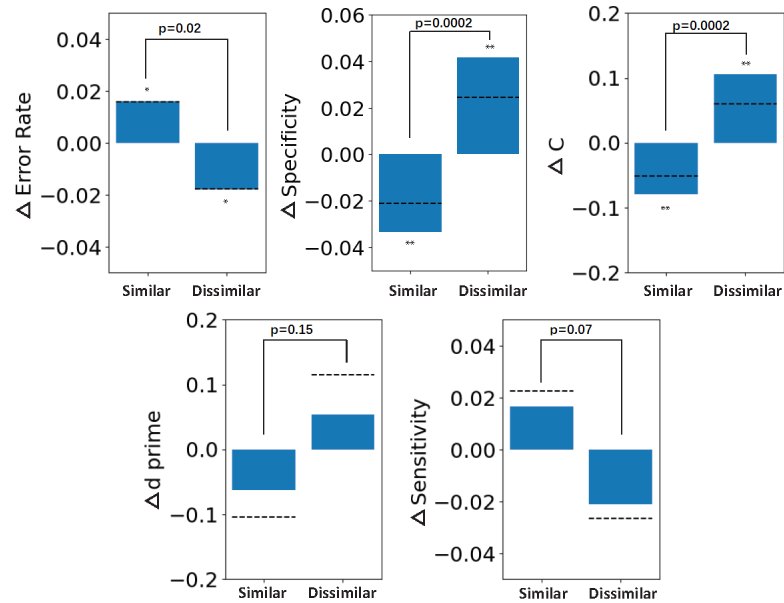 p=0.02
0.04
0.02
0.00
−0.02
−0.04
Δ Error Rate
*
*
Similar Dissimilar
p=0.0002
0.06
0.04
0.02
0.00
−0.02
−0.04
Δ Specificity
**
**
Similar Dissimilar
p=0.0002
0.2
0.1
0.0
−0.1
−0.2
Δ C
**
**
Similar Dissimilar
p=0.15
0.2
0.1
0.0
−0.1
−0.2
Δd prime
Similar Dissimilar
p=0.07
0.04
0.02
0.00
−0.02
−0.04
Δ Sensitivity
Similar Dissimilar